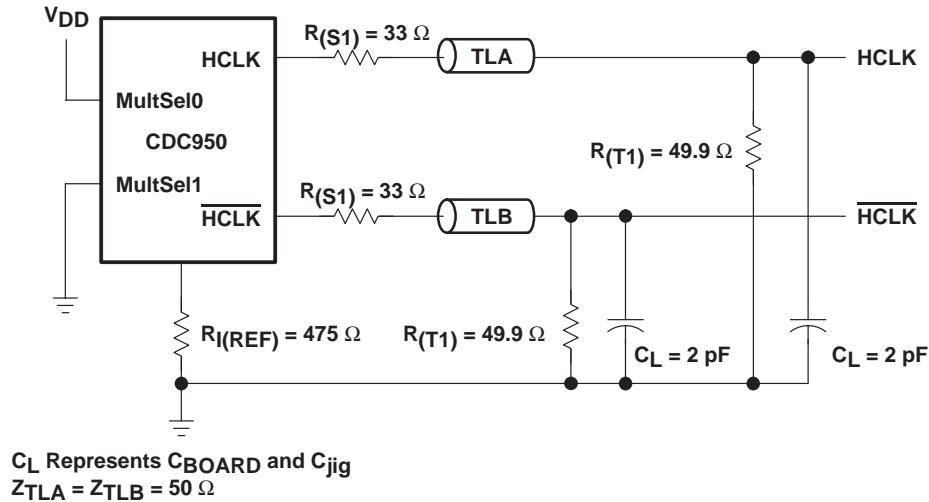 VDD
HCLK
R(S1) = 33 Ω
TLA
HCLK
MultSel0
CDC950
R(T1) = 49.9 Ω
MultSel1
HCLK
R(S1) = 33 Ω
TLB
HCLK
RI(REF) = 475 Ω
R(T1) = 49.9 Ω
CL = 2 pF
CL = 2 pF
CL Represents CBOARD and Cjig
ZTLA = ZTLB = 50 Ω